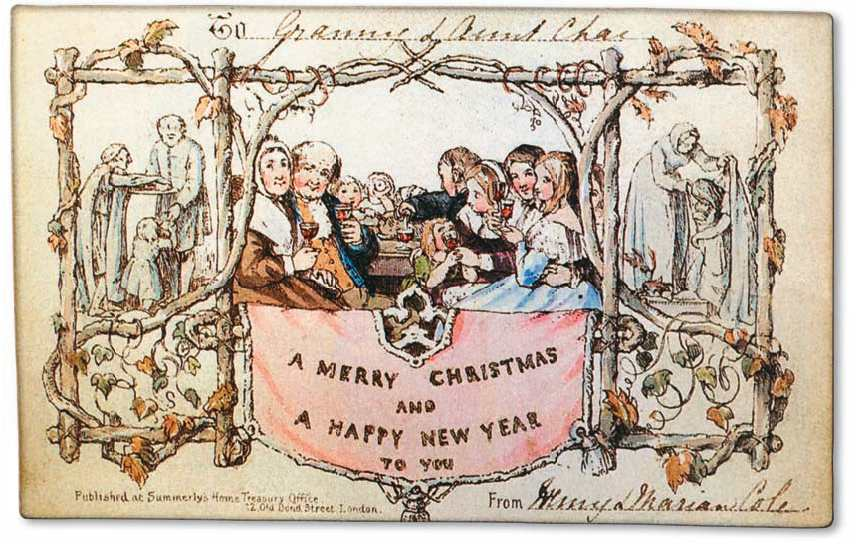 To Granny & Aunt Char
A MERRY CHRISTMAS
AND
A HAPPY NEW YEAR
TO YOU
Published at Summerly's Home Treasury Office,
12, Old Bond Street London.
From Henry & Marian Cole.